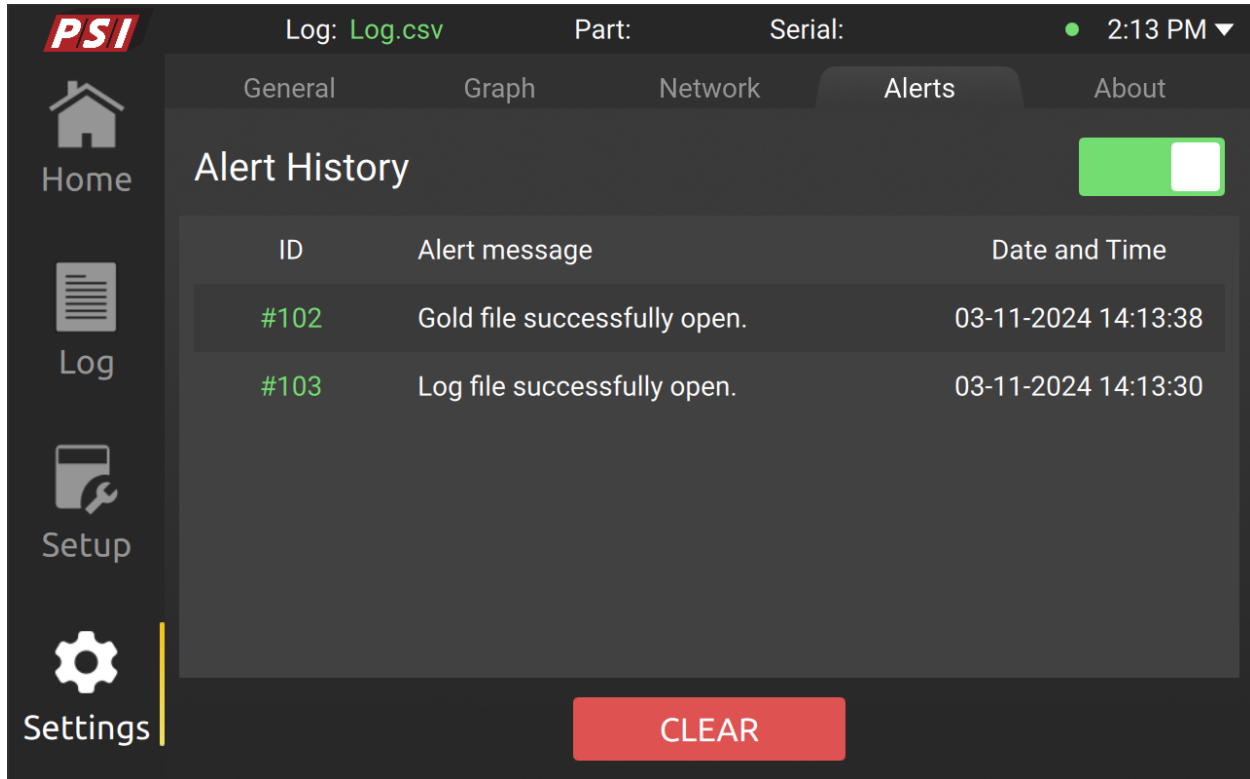 PSI Log: Log.csv Part: Serial: 2:13 PM
General Graph Network Alerts About
Home
Alert History
ID Alert message Date and Time
#102 Gold file successfully open. 03-11-2024 14:13:38
Log
#103 Log file successfully open. 03-11-2024 14:13:30
Setup
Settings
CLEAR